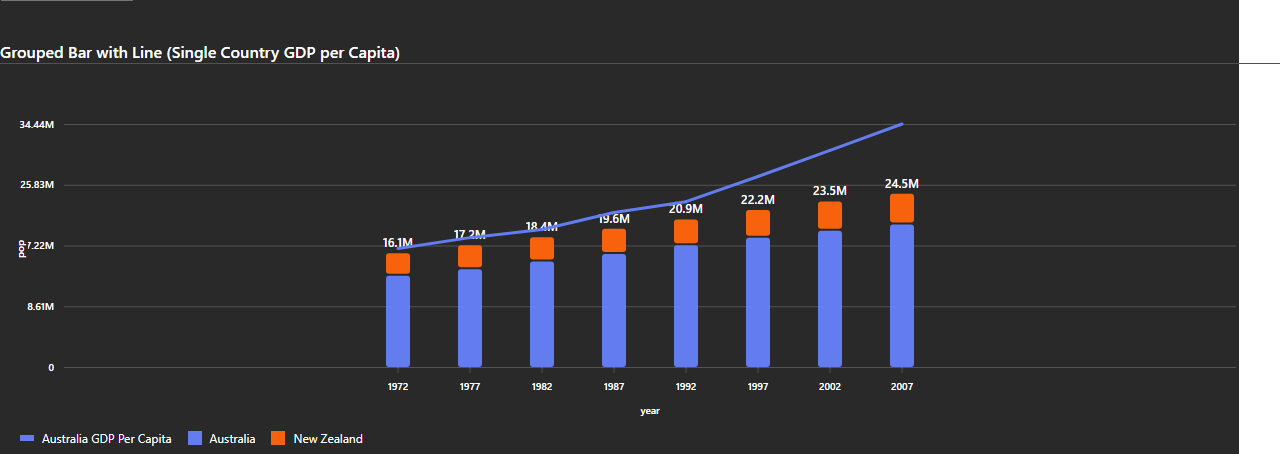 Grouped Bar with Line (Single Country GDP per Capita)
34.44M
25.83M
7.22M
8.61M
0
pop
16.1M
17.2M
18.4M
19.6M
20.9M
22.2M
23.5M
24.5M
1972
1977
1982
1987
1992
1997
2002
2007
year
Australia GDP Per Capita
Australia
New Zealand